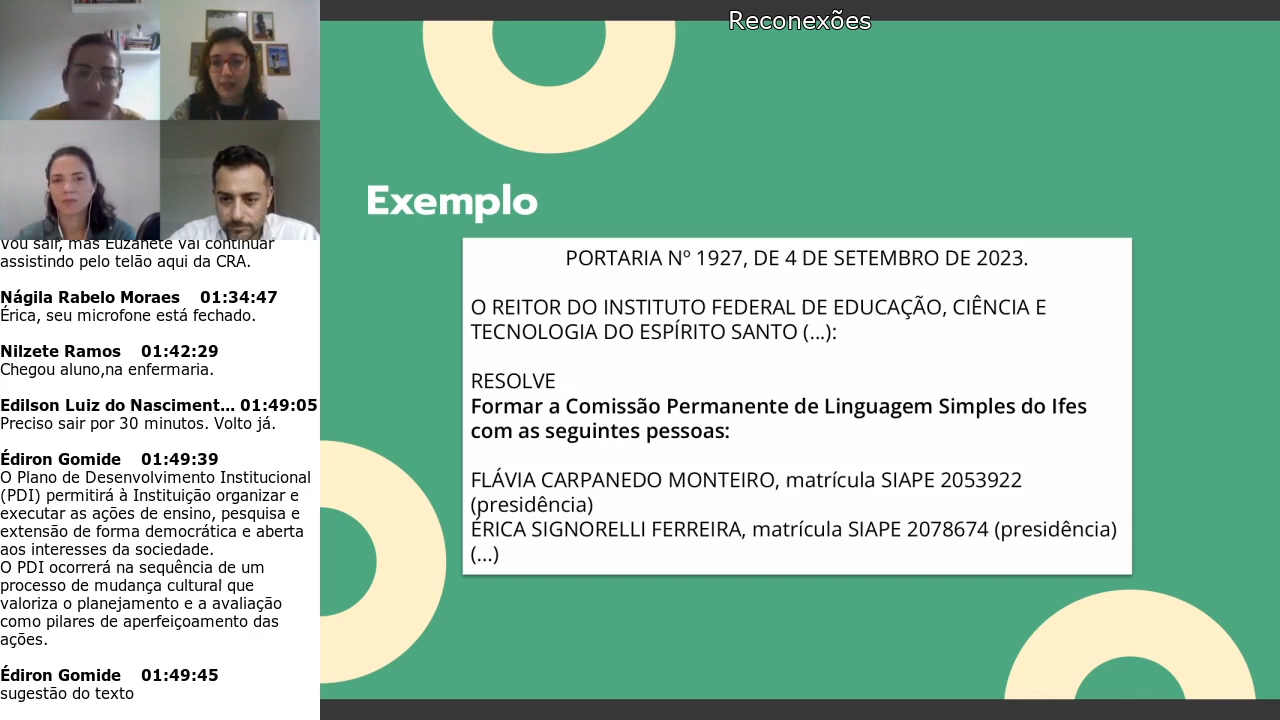 Reconexões
Vou sair, mas Euzanete vai continuar
assistindo pelo telão aqui da CRA.
Nágila Rabelo Moraes 01:34:47
Érica, seu microfone está fechado.
Nilzete Ramos 01:42:29
Chegou aluno,na enfermaria.
Edilson Luiz do Nasciment... 01:49:05
Preciso sair por 30 minutos. Volto já.
Édiron Gomide 01:49:39
O Plano de Desenvolvimento Institucional
(PDI) permitirá à Instituição organizar e
executar as ações de ensino, pesquisa e
extensão de forma democrática e aberta
aos interesses da sociedade.
O PDI ocorrerá na sequência de um
processo de mudança cultural que
valoriza o planejamento e a avaliação
como pilares de aperfeiçoamento das
ações.
Édiron Gomide 01:49:45
sugestão do texto
Exemplo
PORTARIA Nº 1927, DE 4 DE SETEMBRO DE 2023.
O REITOR DO INSTITUTO FEDERAL DE EDUCAÇÃO, CIÊNCIA E
TECNOLOGIA DO ESPÍRITO SANTO (...):
RESOLVE
Formar a Comissão Permanente de Linguagem Simples do Ifes
com as seguintes pessoas:
FLÁVIA CARPANEDO MONTEIRO, matrícula SIAPE 2053922
(presidência)
ÉRICA SIGNORELLI FERREIRA, matrícula SIAPE 2078674 (presidência)
(...)